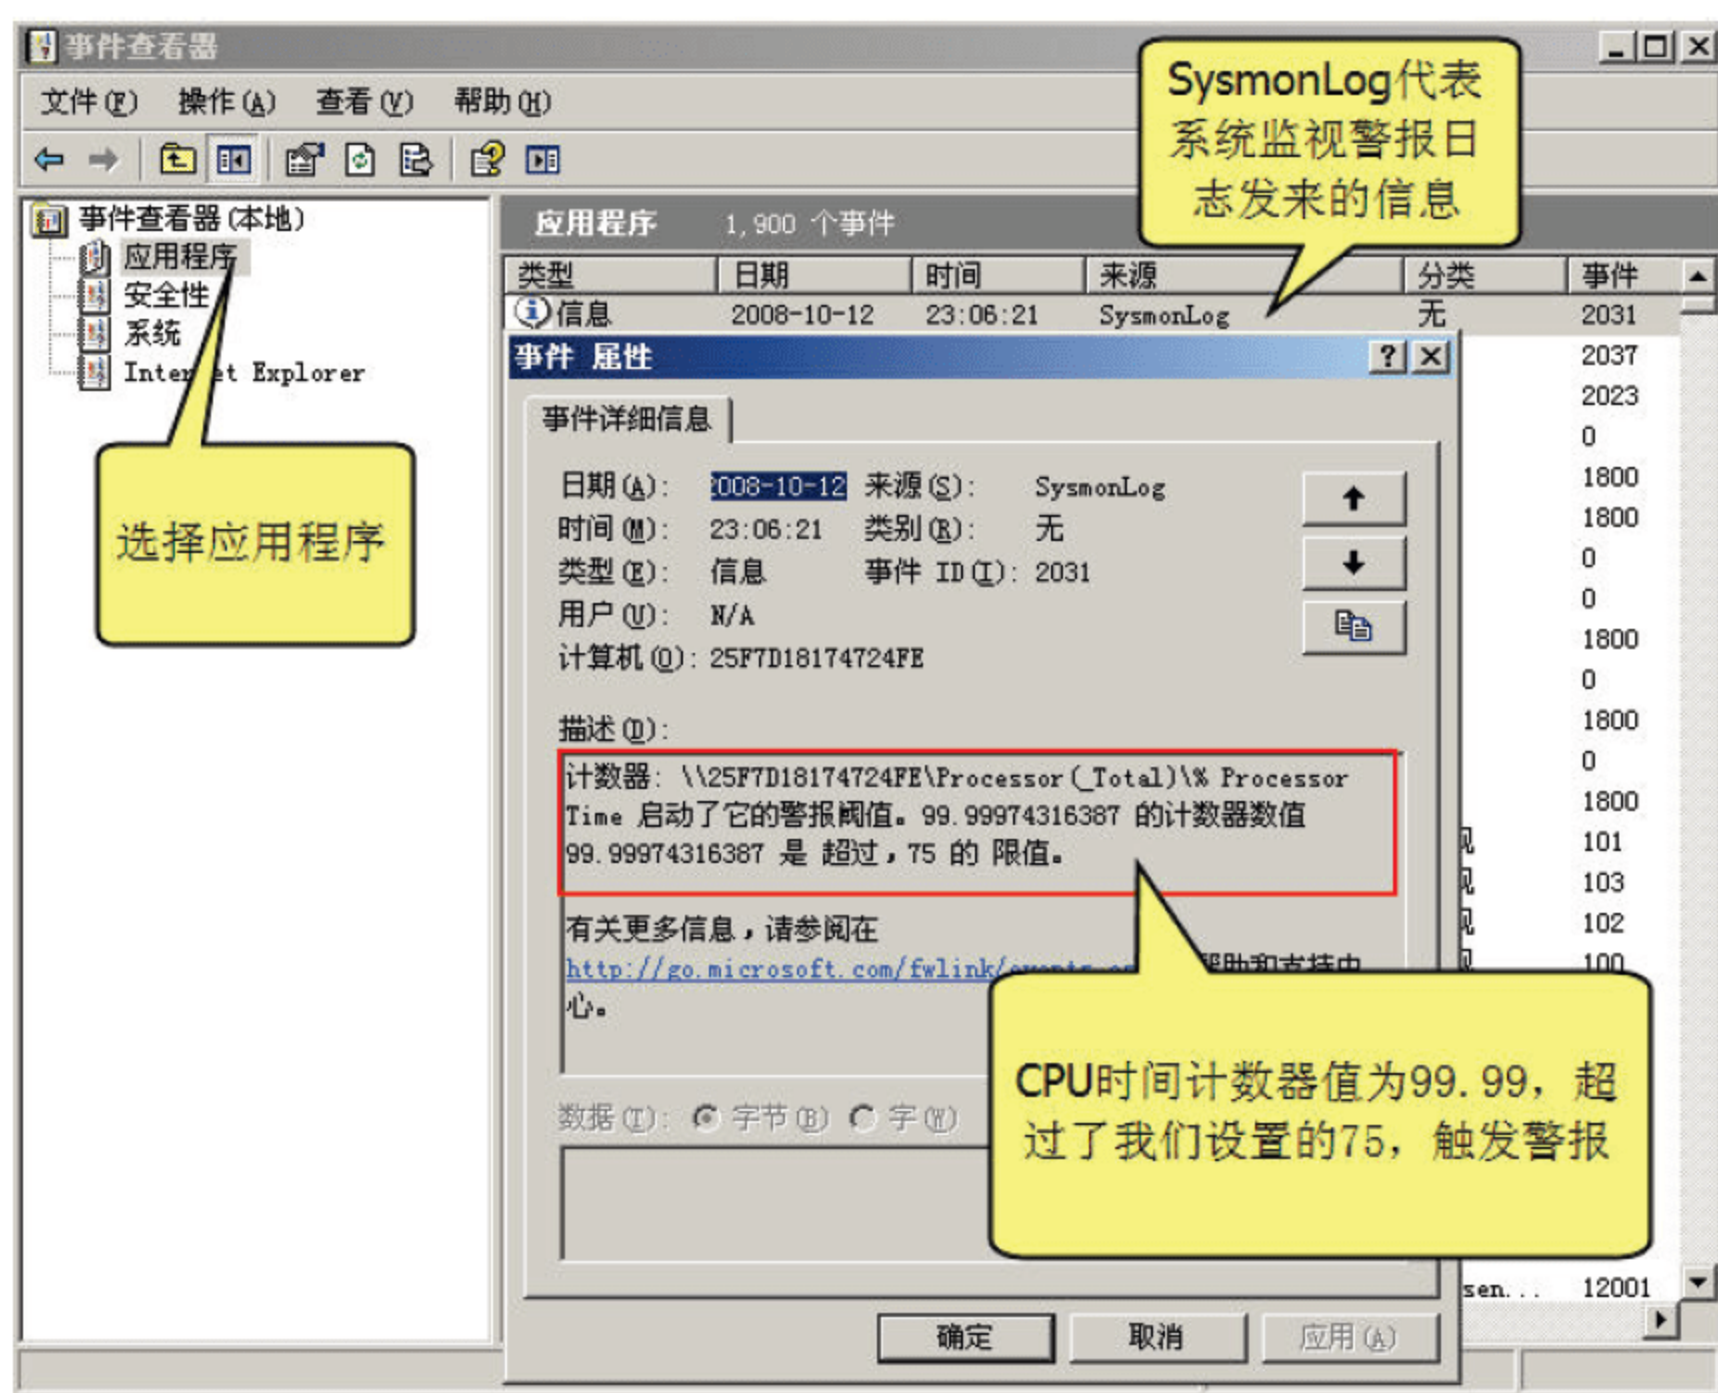 事件查看器
文件(F) 操作(A) 查看(V) 帮助(H)
SysmonLog代表
系统监视警报日
志发来的信息
事件查看器(本地)
应用程序
安全性
系统
Internet Explorer
选择应用程序
应用程序 1,900 个事件
类型 日期 时间 来源 分类 事件
信息 2008-10-12 23:06:21 SysmonLog 无 2031
2037
2023
0
1800
1800
0
0
1800
0
1800
0
1800
101
103
102
100
sen... 12001
事件 属性
事件详细信息
日期(A): 2008-10-12 来源(S): SysmonLog
时间(M): 23:06:21 类别(R): 无
类型(E): 信息 事件 ID(I): 2031
用户(U): N/A
计算机(O): 25F7D18174724FE
描述(D):
计数器: \\25F7D18174724FE\Processor(_Total)\% Processor
Time 启动了它的警报阈值。99.99974316387 的计数器数值
99.99974316387 是 超过,75 的 限值。
有关更多信息,请参阅在
http://go.microsoft.com/fwlink/ 帮助和支持中
心。
CPU时间计数器值为99.99，超
过了我们设置的75，触发警报
数据(T): 字节(B) 字(W)
确定 取消 应用(A)